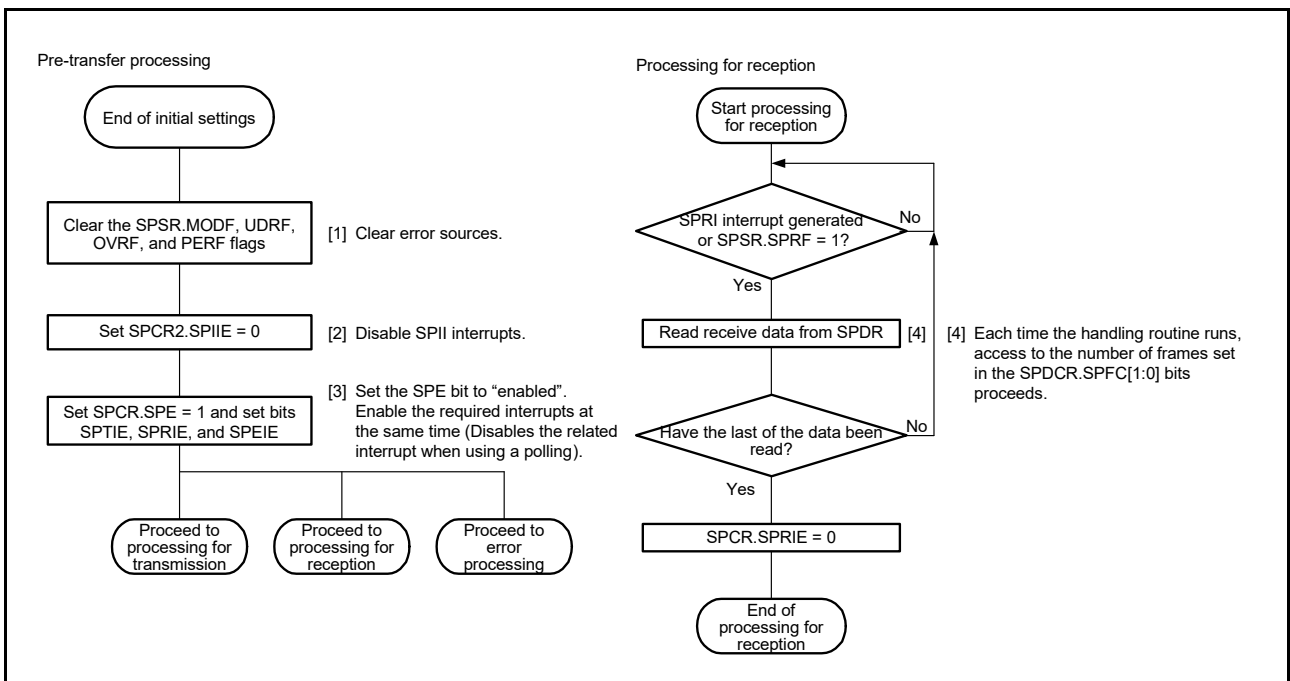 Pre-transfer processing
End of initial settings
Clear the SPSR.MODF, UDRF,
OVRF, and PERF flags
[1] Clear error sources.
Set SPCR2.SPIIE = 0
[2] Disable SPII interrupts.
Set SPCR.SPE = 1 and set bits
SPTIE, SPRIE, and SPEIE
[3] Set the SPE bit to “enabled”.
Enable the required interrupts at
the same time (Disables the related
interrupt when using a polling).
Proceed to
processing for
transmission
Proceed to
processing for
reception
Proceed to
error
processing
Processing for reception
Start processing
for reception
SPRI interrupt generated
or SPSR.SPRF = 1?
No
Yes
Read receive data from SPDR
[4]
[4] Each time the handling routine runs,
access to the number of frames set
in the SPDCR.SPFC[1:0] bits
proceeds.
Have the last of the data been
read?
No
Yes
SPCR.SPRIE = 0
End of
processing for
reception